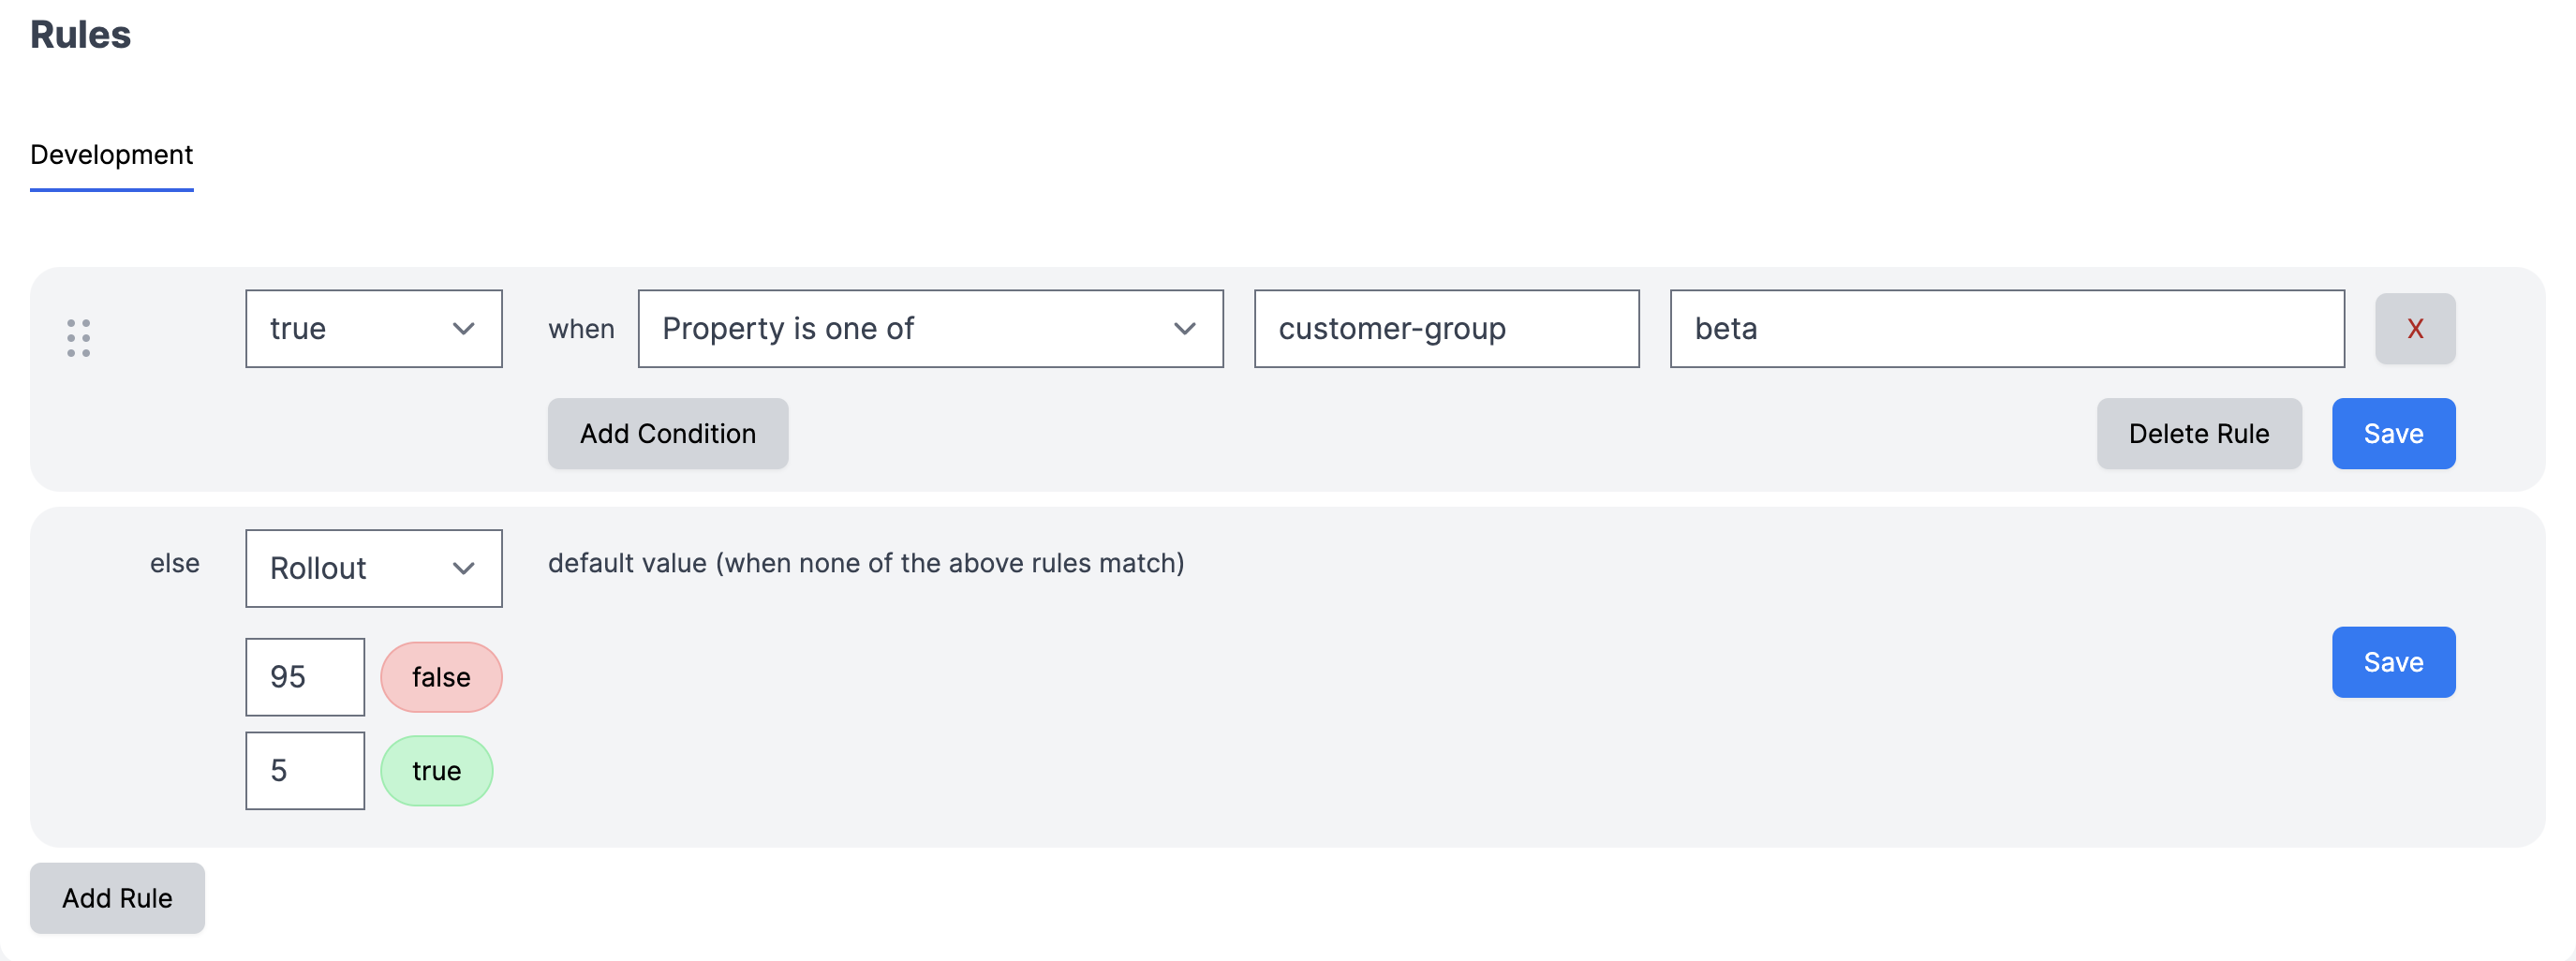 Rules
Development
true when Property is one of customer-group beta X
Add Condition Delete Rule Save
else Rollout default value (when none of the above rules match)
95 false
Save
5 true
Add Rule